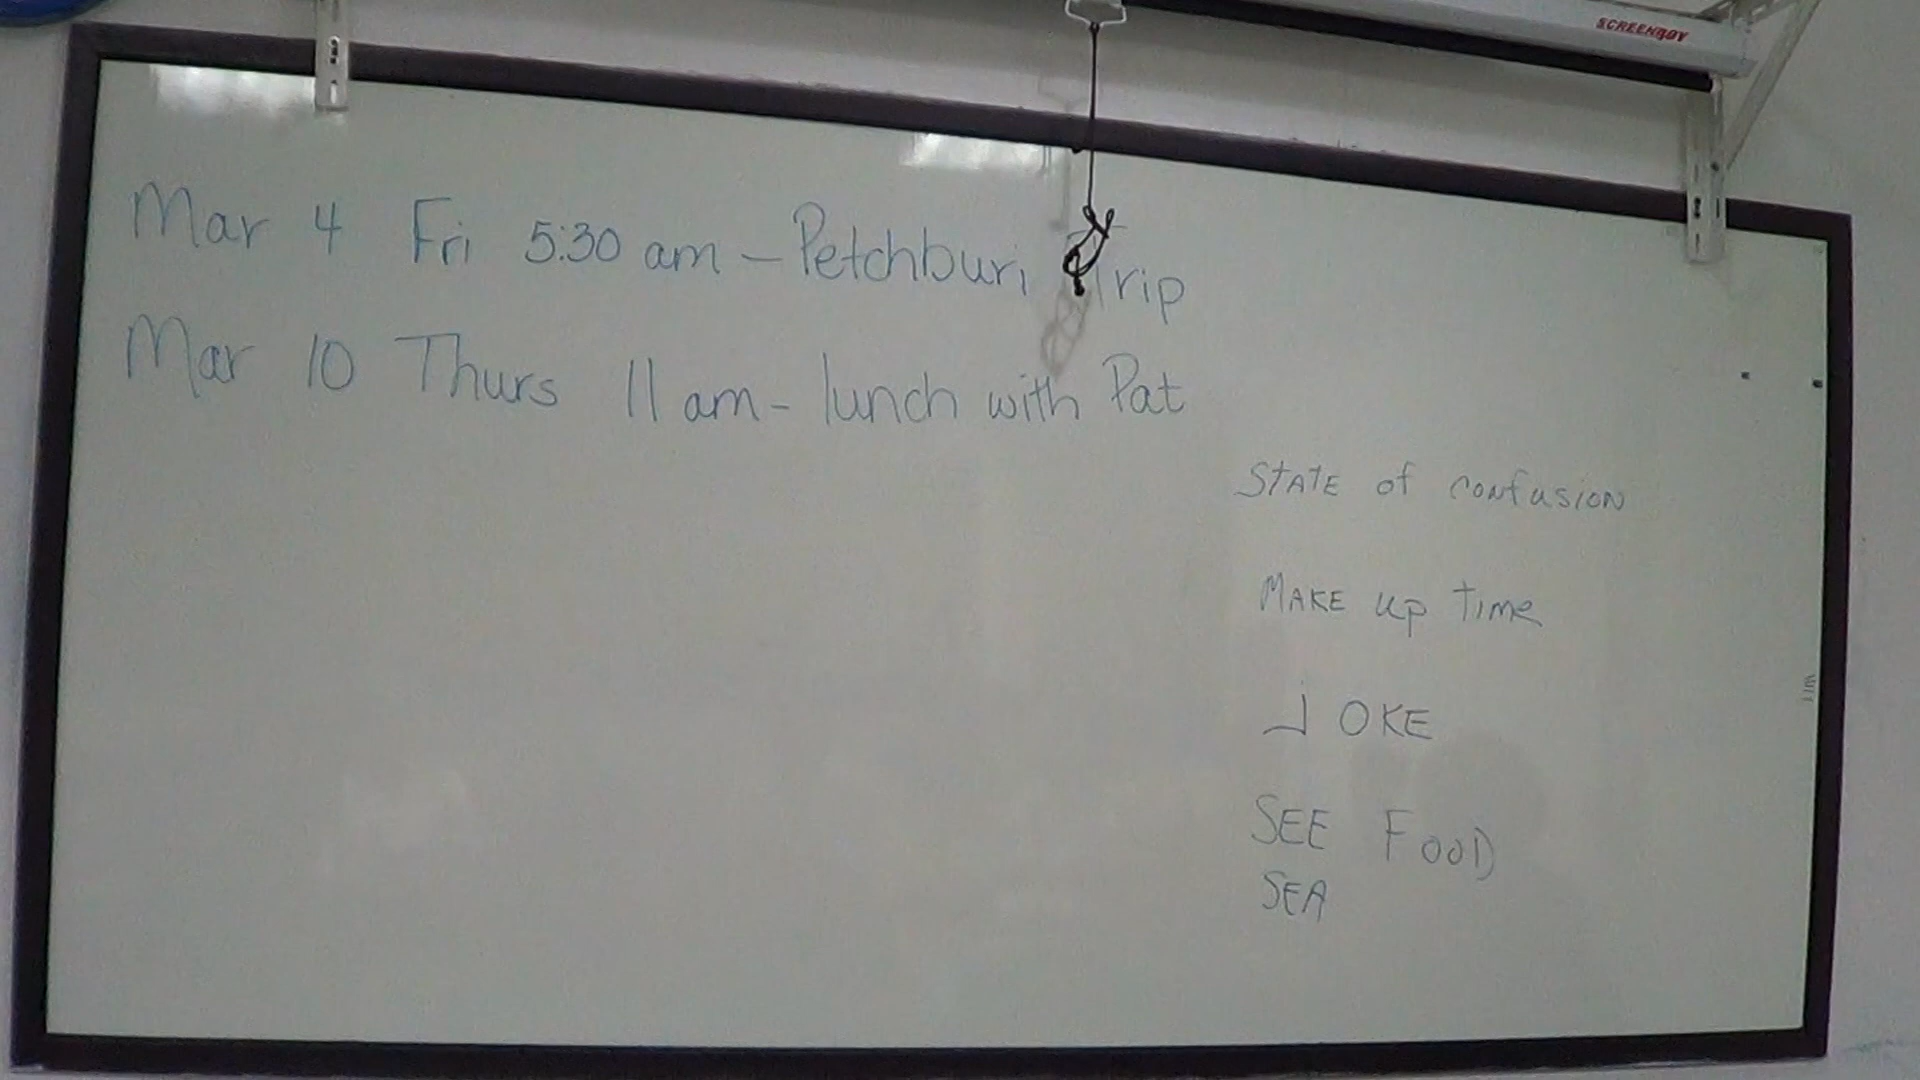 SCREENBOY
Mar 4 Fri 5:30 am – Petchburi Trip
Mar 10 Thurs 11 am – lunch with Pat
STATE of confusion
MAKE up time
J OKE
SEE FOOD
SEA